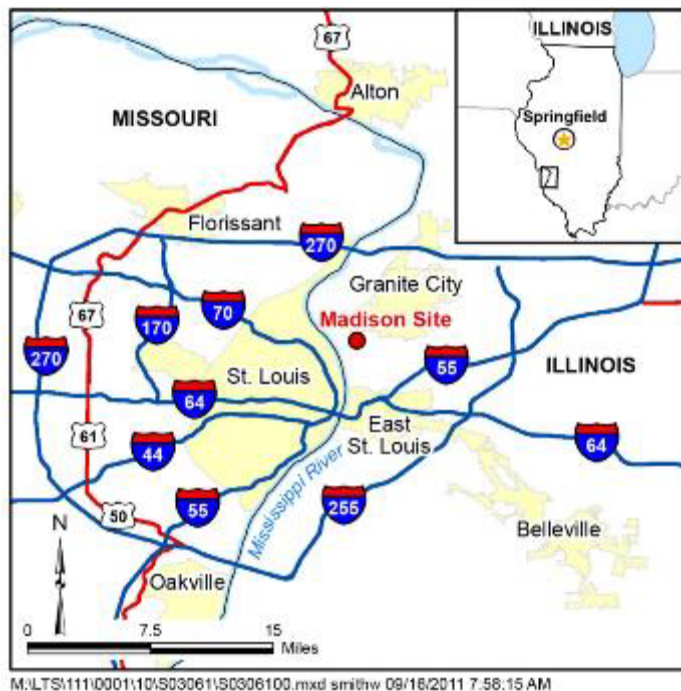 67
ILLINOIS
Alton
MISSOURI
Springfield
Florissant
270
Granite City
67
170
70
Madison Site
270
55
ILLINOIS
St. Louis
64
East
St. Louis
61
44
64
Mississippi River
50
55
255
Belleville
N
Oakville
0 7.5 15
Miles
M:\LTS\111\0001\10\S03061\S0306100.mxd smithw 09/16/2011 7:58:15 AM